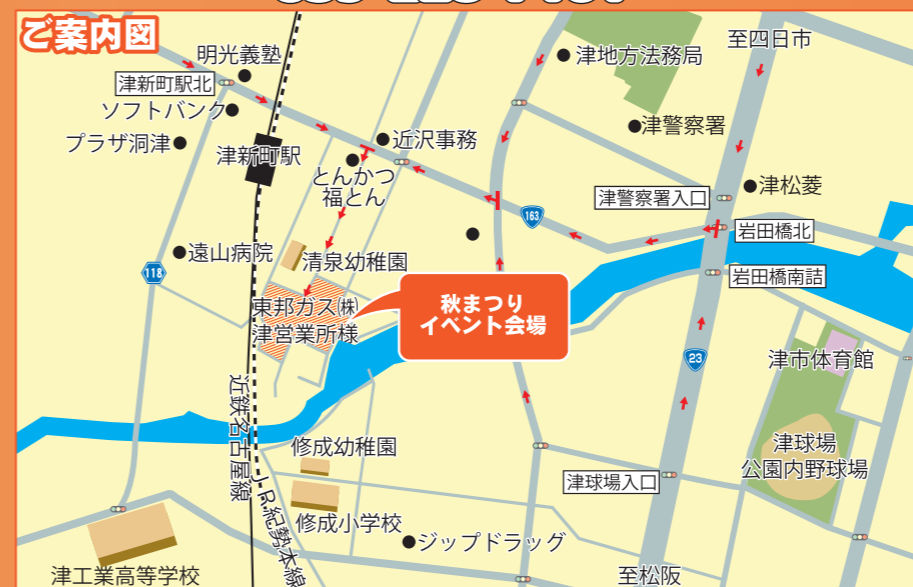 ご案内図
明光義塾
津新町駅北
ソフトバンク
プラザ洞津
津新町駅
近沢事務
とんかつ
福とん
津地方法務局
至四日市
津警察署
津警察署入口
津松菱
163
岩田橋北
岩田橋南詰
遠山病院
清泉幼稚園
118
東邦ガス㈱
津営業所様
秋まつり
イベント会場
23
津市体育館
近鉄名古屋線
JR紀勢本線
修成幼稚園
修成小学校
ジップドラッグ
津球場入口
津球場
公園内野球場
津工業高等学校
至松阪